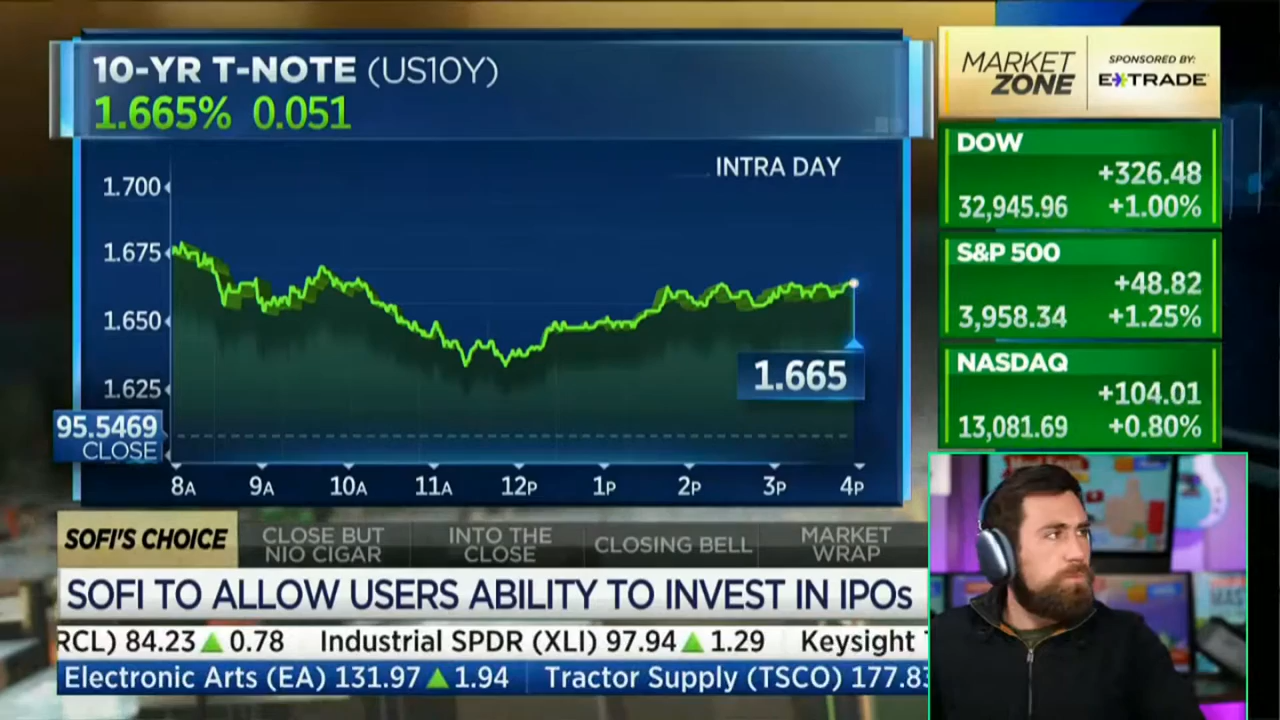 10-YR T-NOTE (US10Y)
1.665% 0.051
INTRA DAY
1.700
1.675
1.650
1.625
95.5469
CLOSE
1.665
8A 9A 10A 11A 12P 1P 2P 3P 4P
MARKET ZONE
SPONSORED BY:
E*TRADE
DOW
+326.48
32,945.96 +1.00%
S&P 500
+48.82
3,958.34 +1.25%
NASDAQ
+104.01
13,081.69 +0.80%
SOFI'S CHOICE
CLOSE BUT
NIO CIGAR
INTO THE
CLOSE
CLOSING BELL
MARKET
WRAP
SOFI TO ALLOW USERS ABILITY TO INVEST IN IPOs
RCL) 84.23 ▲ 0.78 Industrial SPDR (XLI) 97.94 ▲ 1.29 Keysight
Electronic Arts (EA) 131.97 ▲ 1.94 Tractor Supply (TSCO) 177.83